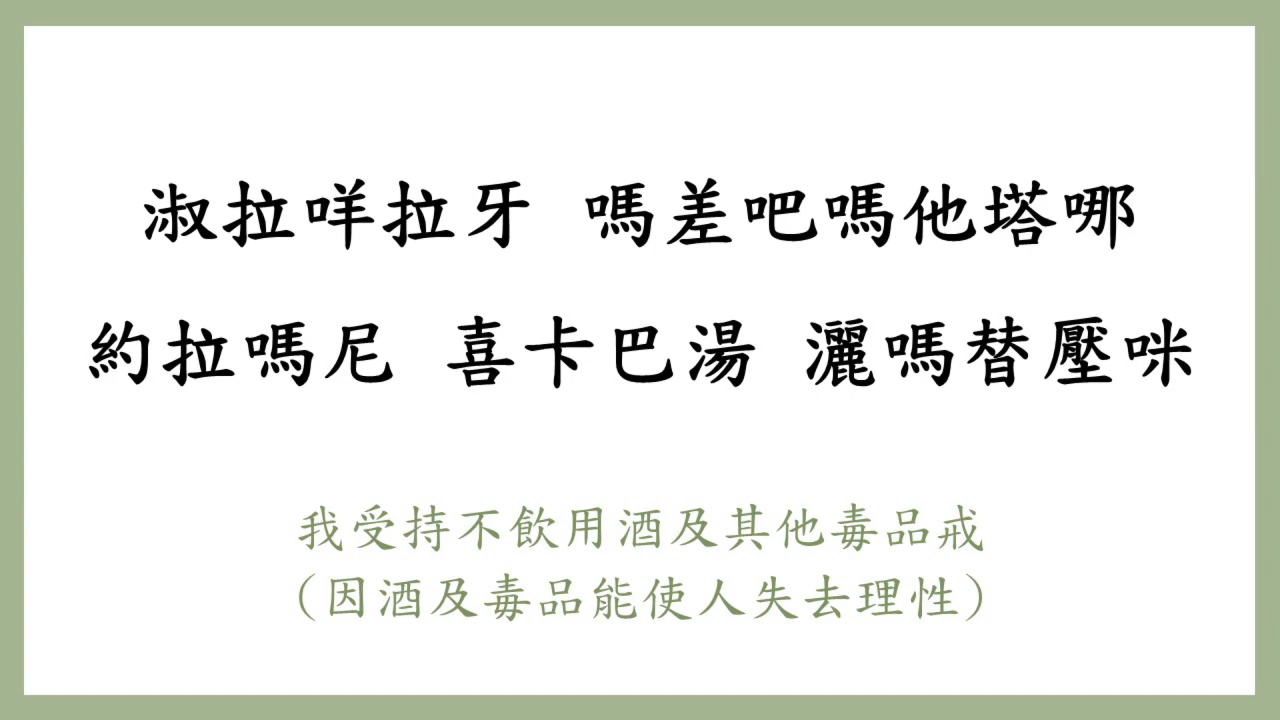 淑拉咩拉牙 嗎差吧嗎他塔哪
約拉嗎尼 喜卡巴湯 灑嗎替壓咪
我受持不飲用酒及其他毒品戒
（因酒及毒品能使人失去理性）